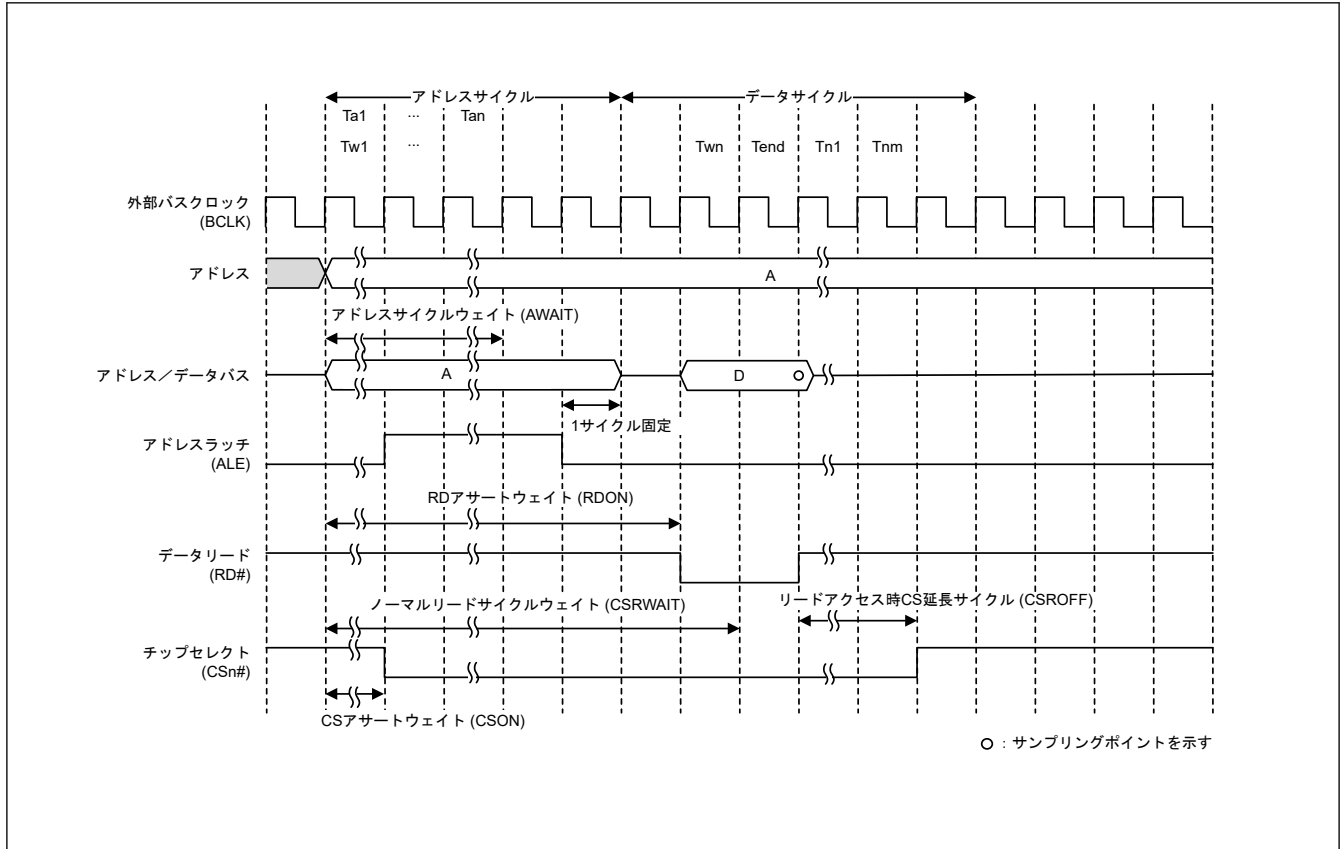 アドレスサイクル データサイクル
Ta1 ... Tan
Tw1 ... Twn Tend Tn1 Tnm
外部バスクロック
(BCLK)
アドレス A
アドレスサイクルウェイト (AWAIT)
アドレス／データバス A D
1サイクル固定
アドレスラッチ
(ALE)
RDアサートウェイト (RDON)
データリード
(RD#)
ノーマルリードサイクルウェイト (CSRWAIT) リードアクセス時CS延長サイクル (CSROFF)
チップセレクト
(CSn#)
CSアサートウェイト (CSON)
：サンプリングポイントを示す